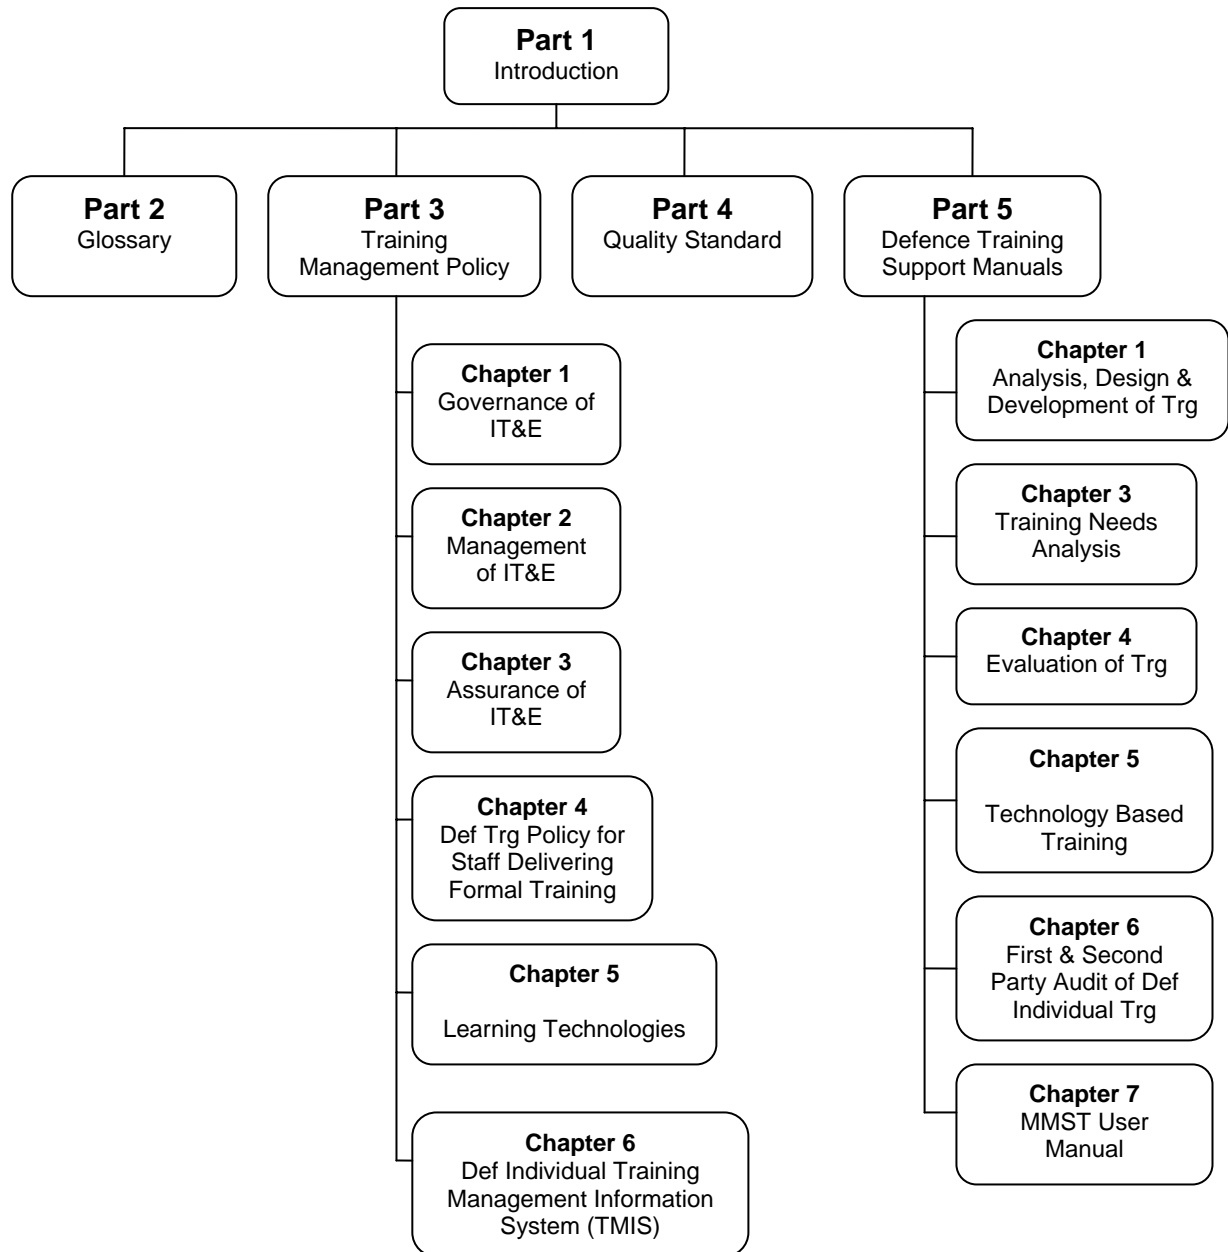 Part 1
Introduction
Part 2
Glossary
Part 3
Training
Management Policy
Part 4
Quality Standard
Part 5
Defence Training
Support Manuals
Chapter 1
Governance of
IT&E
Chapter 2
Management
of IT&E
Chapter 3
Assurance of
IT&E
Chapter 4
Def Trg Policy for
Staff Delivering
Formal Training
Chapter 5
Learning Technologies
Chapter 6
Def Individual Training
Management Information
System (TMIS)
Chapter 1
Analysis, Design &
Development of Trg
Chapter 3
Training Needs
Analysis
Chapter 4
Evaluation of Trg
Chapter 5
Technology Based
Training
Chapter 6
First & Second
Party Audit of Def
Individual Trg
Chapter 7
MMST User
Manual